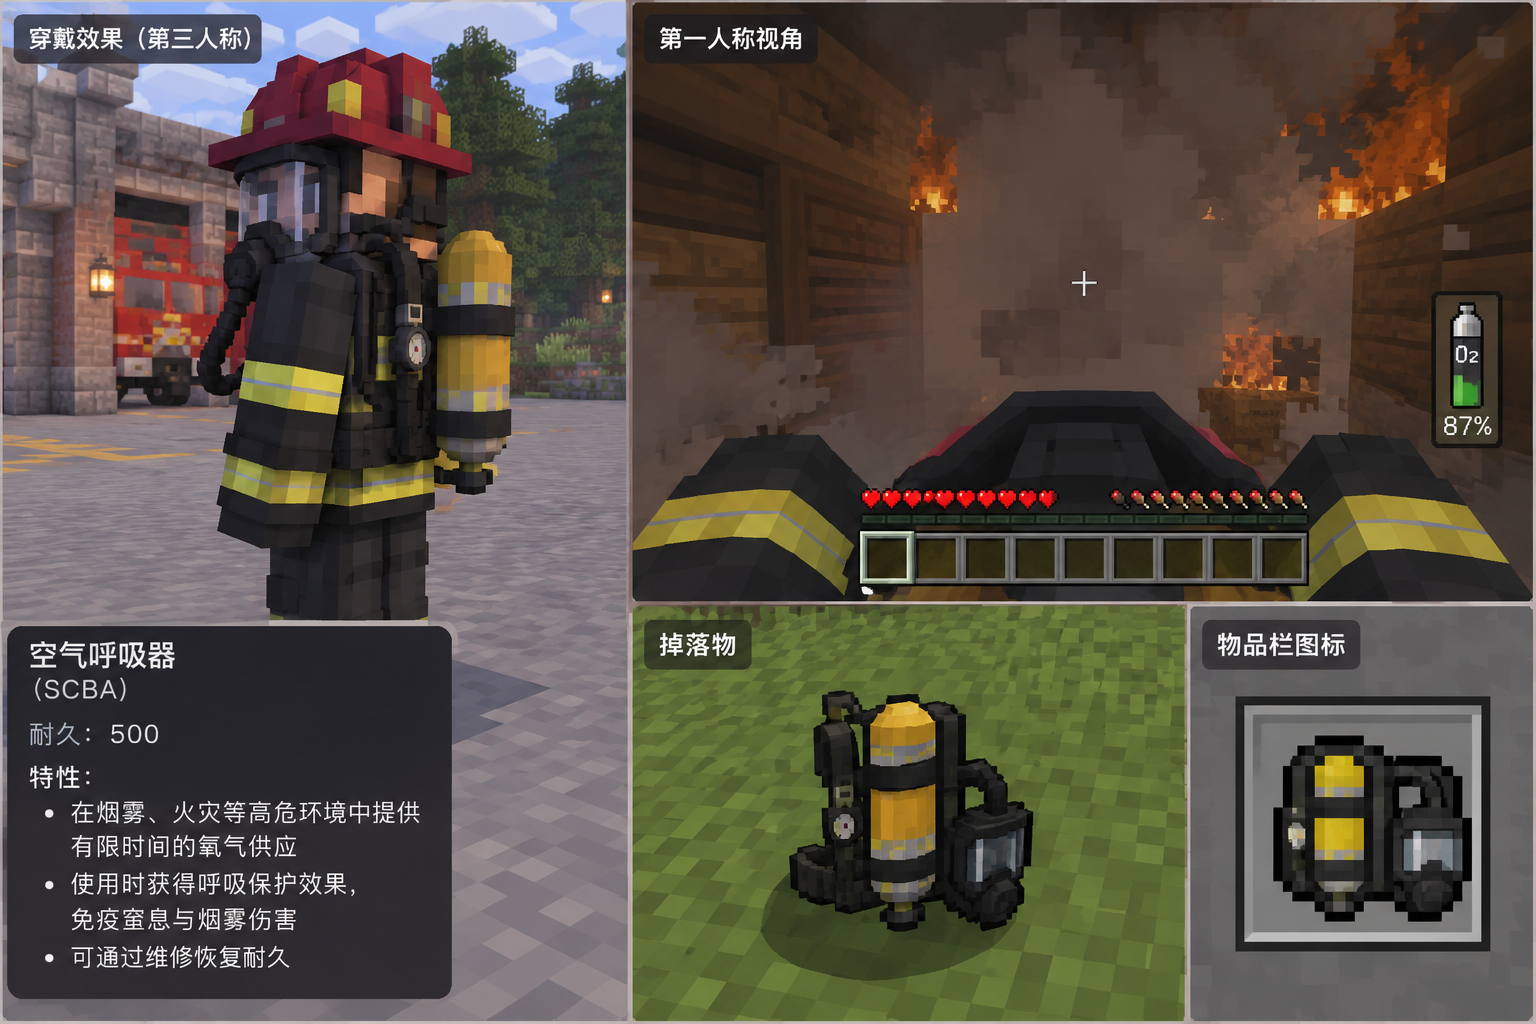 穿戴效果（第三人称）
第一人称视角
O₂
87%
空气呼吸器
（SCBA）
耐久：500
特性：
• 在烟雾、火灾等高危环境中提供
有限时间的氧气供应
• 使用时获得呼吸保护效果，
免疫窒息与烟雾伤害
• 可通过维修恢复耐久
掉落物
物品栏图标